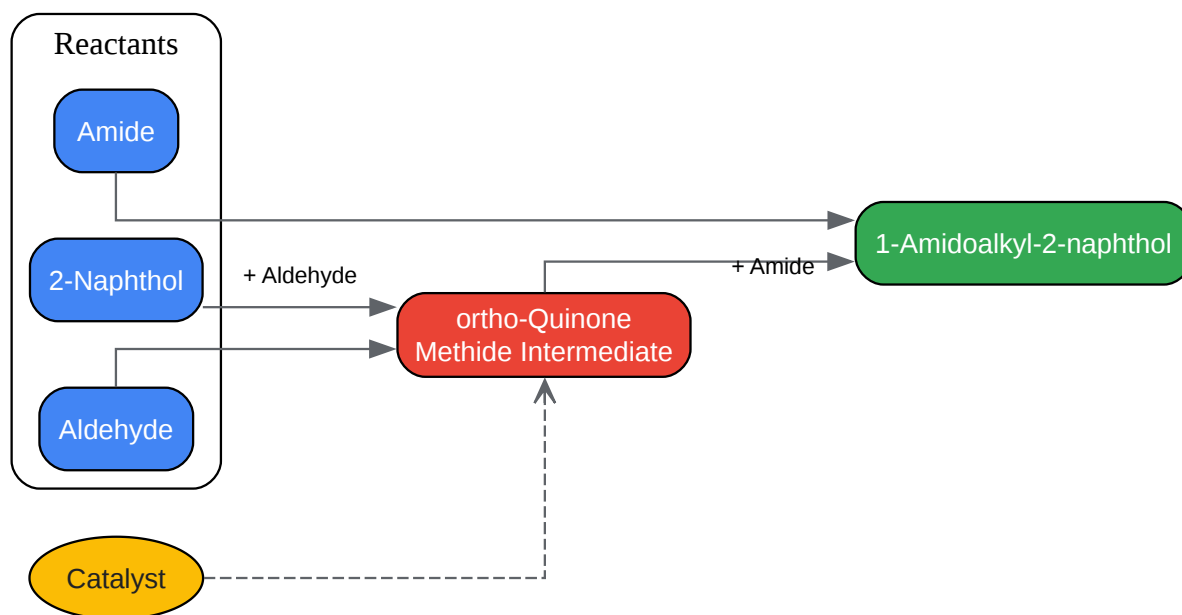 Reactants
Amide
1-Amidoalkyl-2-naphthol
2-Naphthol
+ Aldehyde
+ Amide
ortho-Quinone
Methide Intermediate
Aldehyde
Catalyst